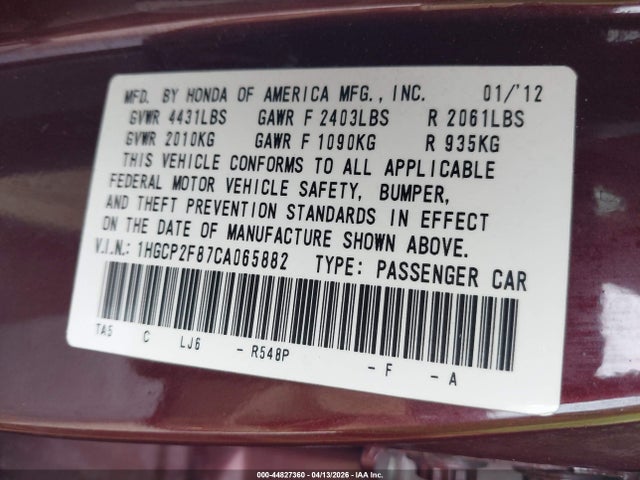 MFD. BY HONDA OF AMERICA MFG., INC. 01/'12
GVWR 4431LBS GAWR F 2403LBS R 2061LBS
GVWR 2010KG GAWR F 1090KG R 935KG
THIS VEHICLE CONFORMS TO ALL APPLICABLE
FEDERAL MOTOR VEHICLE SAFETY, BUMPER,
AND THEFT PREVENTION STANDARDS IN EFFECT
ON THE DATE OF MANUFACTURE SHOWN ABOVE.
V.I.N.: 1HGCP2F87CA065882 TYPE: PASSENGER CAR
TA5 C LJ6 - R548P - F - A
000-44827360 - 04/13/2026 - IAA Inc.